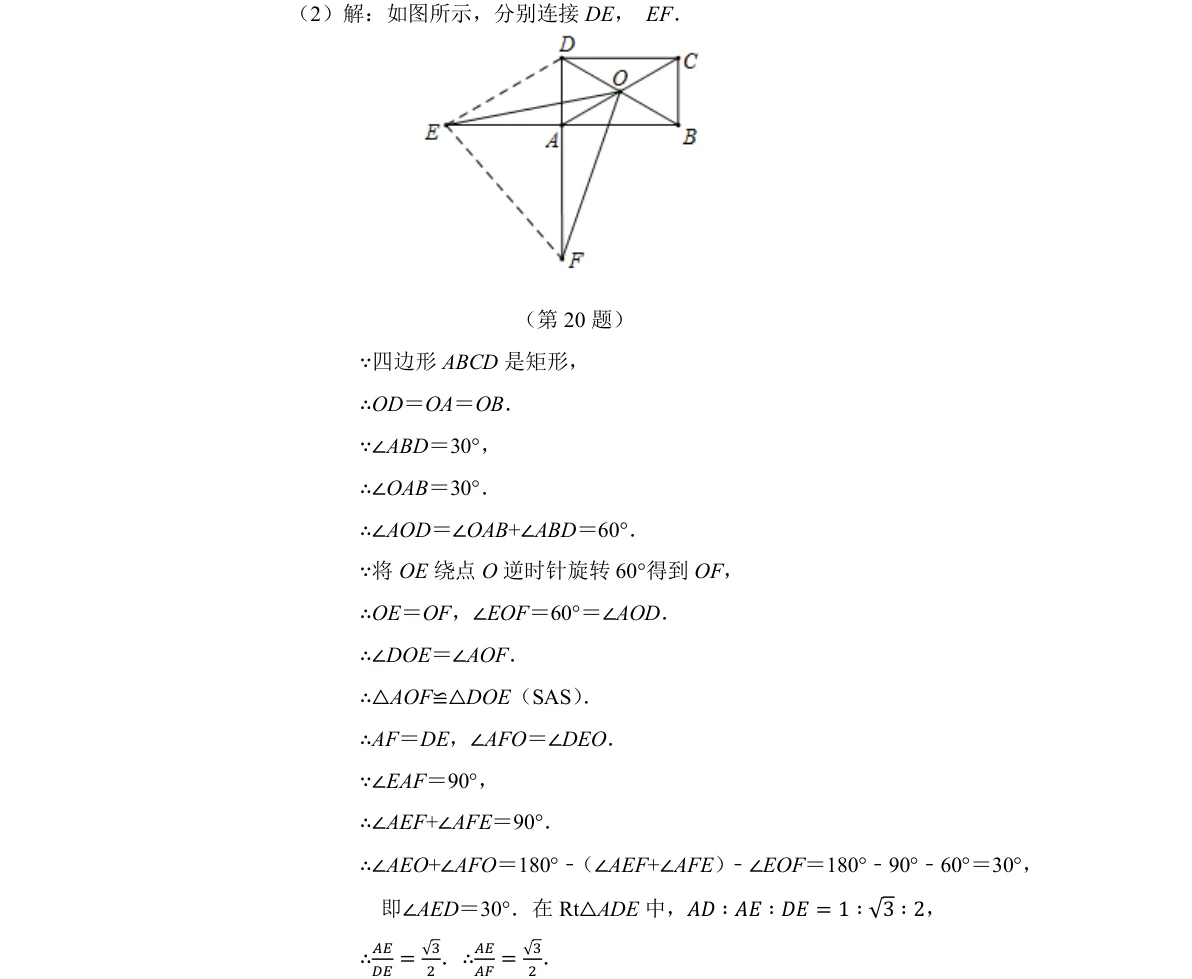 （2）解：如图所示，分别连接 DE， EF．
D
C
O
E
A
B
F
（第 20 题）
∵四边形 ABCD 是矩形，
∴OD＝OA＝OB．
∵∠ABD＝30°，
∴∠OAB＝30°．
∴∠AOD＝∠OAB+∠ABD＝60°．
∵将 OE 绕点 O 逆时针旋转 60°得到 OF，
∴OE＝OF，∠EOF＝60°＝∠AOD．
∴∠DOE＝∠AOF．
∴△AOF≌△DOE（SAS）．
∴AF＝DE，∠AFO＝∠DEO．
∵∠EAF＝90°，
∴∠AEF+∠AFE＝90°．
∴∠AEO+∠AFO＝180°﹣（∠AEF+∠AFE）﹣∠EOF＝180°﹣90°﹣60°＝30°，
即∠AED＝30°．在 Rt△ADE 中，AD：AE：DE = 1：√3：2，
∴AE/DE = √3/2．∴AE/AF = √3/2．